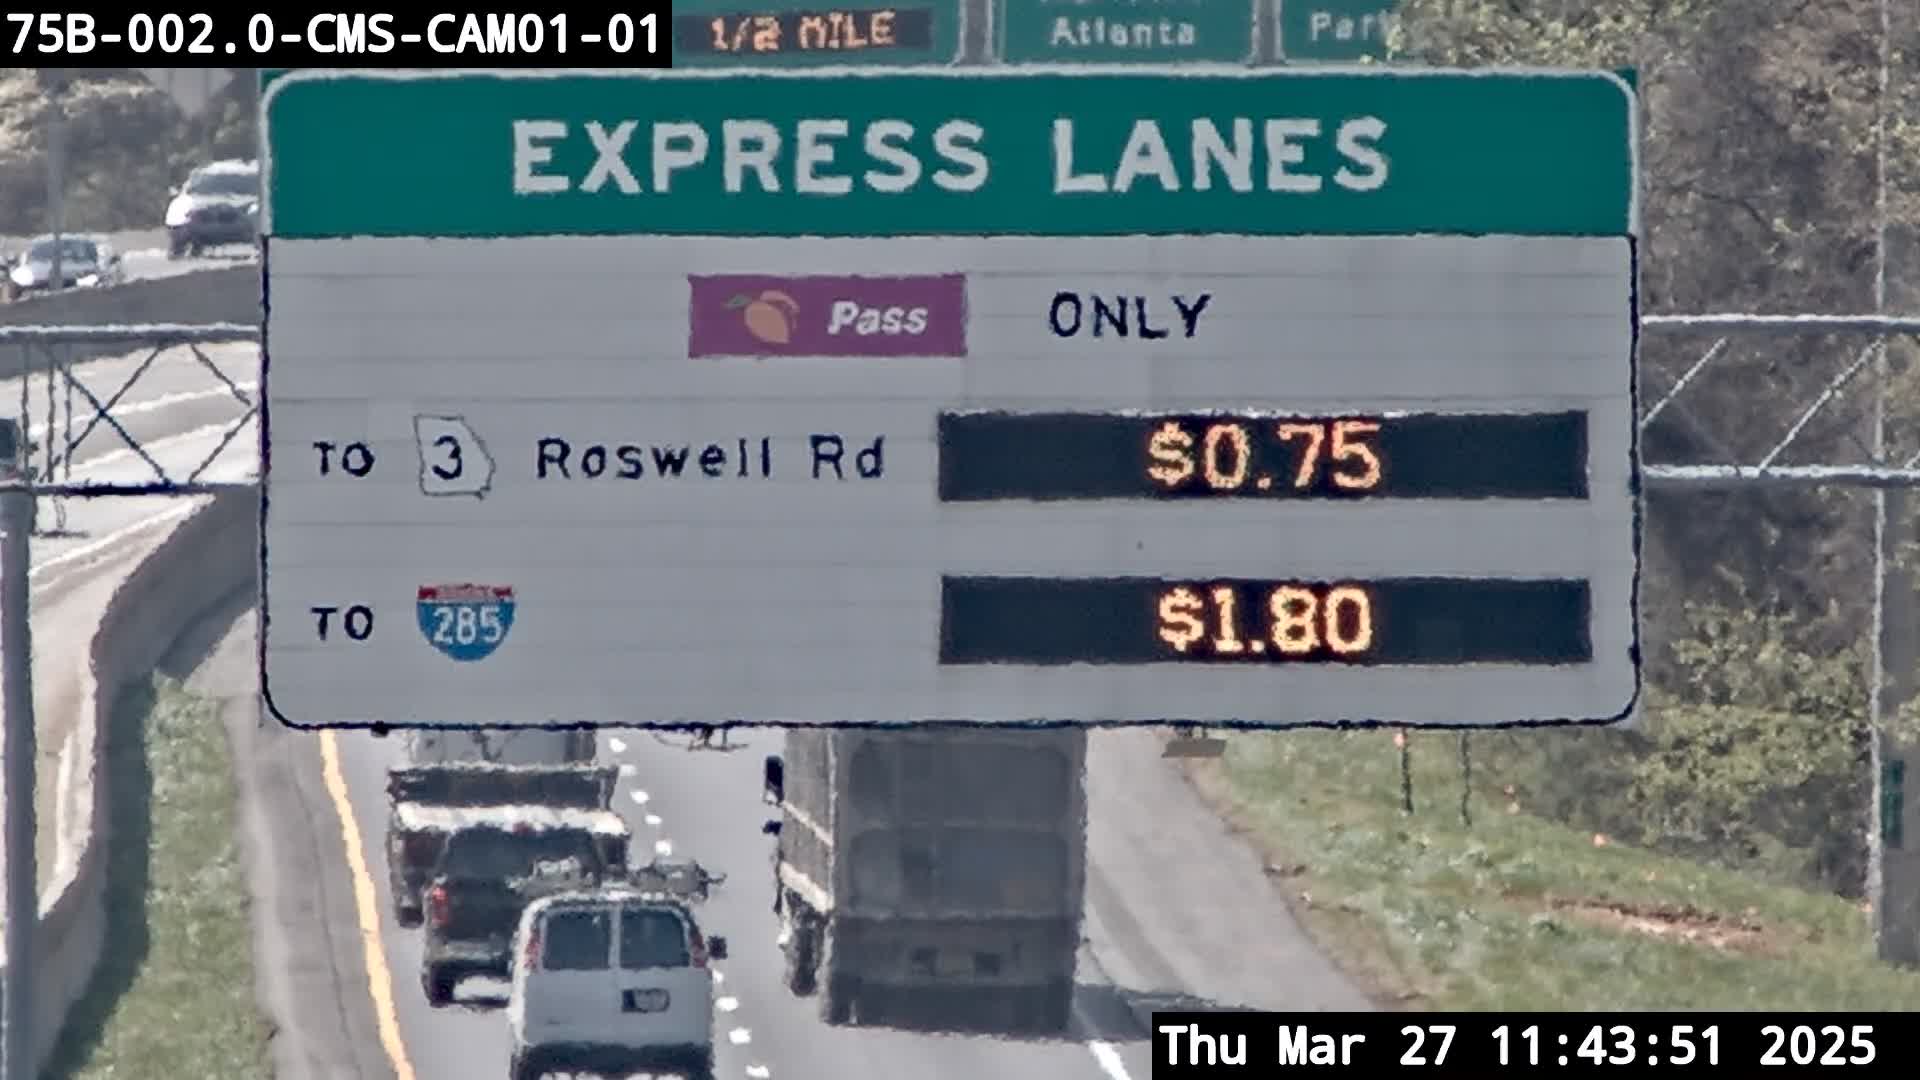 75B-002.0-CMS-CAM01-01
1/2 MILE
Atlanta
EXPRESS LANES
Pass ONLY
TO 3 Roswell Rd $0.75
TO 285 $1.80
Thu Mar 27 11:43:51 2025